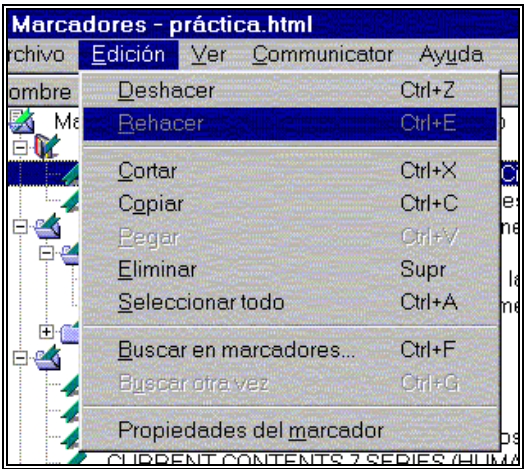 Marcadores - práctica.html
rchivo Edición Ver Communicator Ayuda
ombre
Deshacer Ctrl+Z
Ma Rehacer Ctrl+E
Cortar Ctrl+X
Copiar Ctrl+C
Pegar Ctrl+V
Eliminar Supr
Seleccionar todo Ctrl+A
Buscar en marcadores... Ctrl+F
Buscar otra vez Ctrl+G
Propiedades del marcador
CURRENT CONTENTS 7 SERIES (HUMA